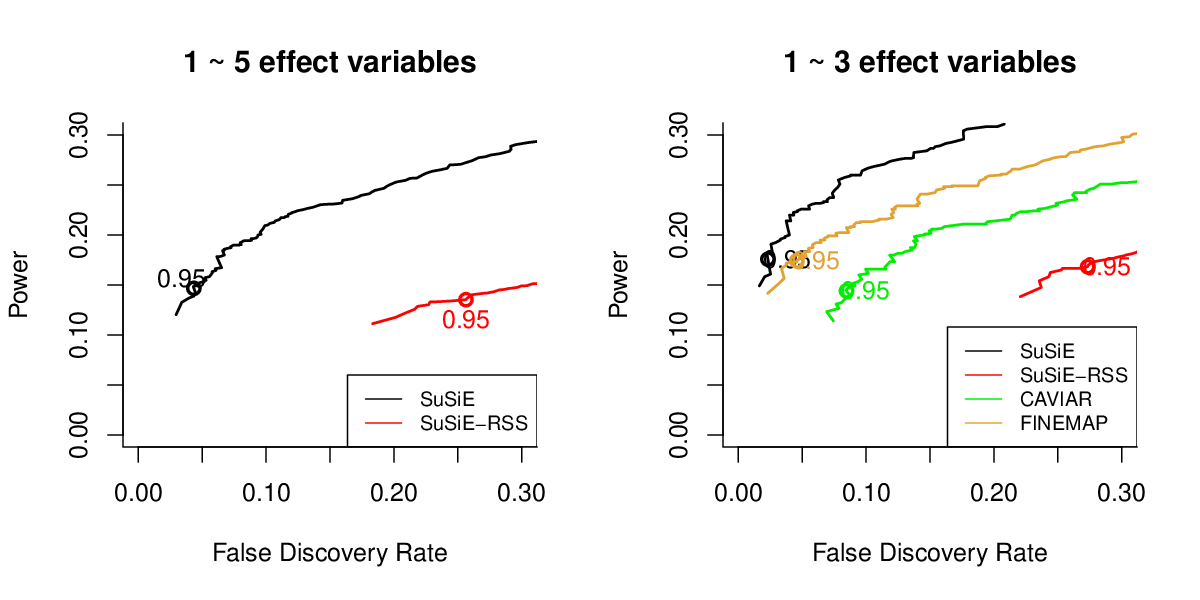 1 ~ 5 effect variables
Power
0.30
0.20
0.10
0.00
0.95
0.95
SuSiE
SuSiE−RSS
0.00 0.10 0.20 0.30
False Discovery Rate
1 ~ 3 effect variables
Power
0.30
0.20
0.10
0.00
0.95
0.95
0.95
0.95
SuSiE
SuSiE−RSS
CAVIAR
FINEMAP
0.00 0.10 0.20 0.30
False Discovery Rate